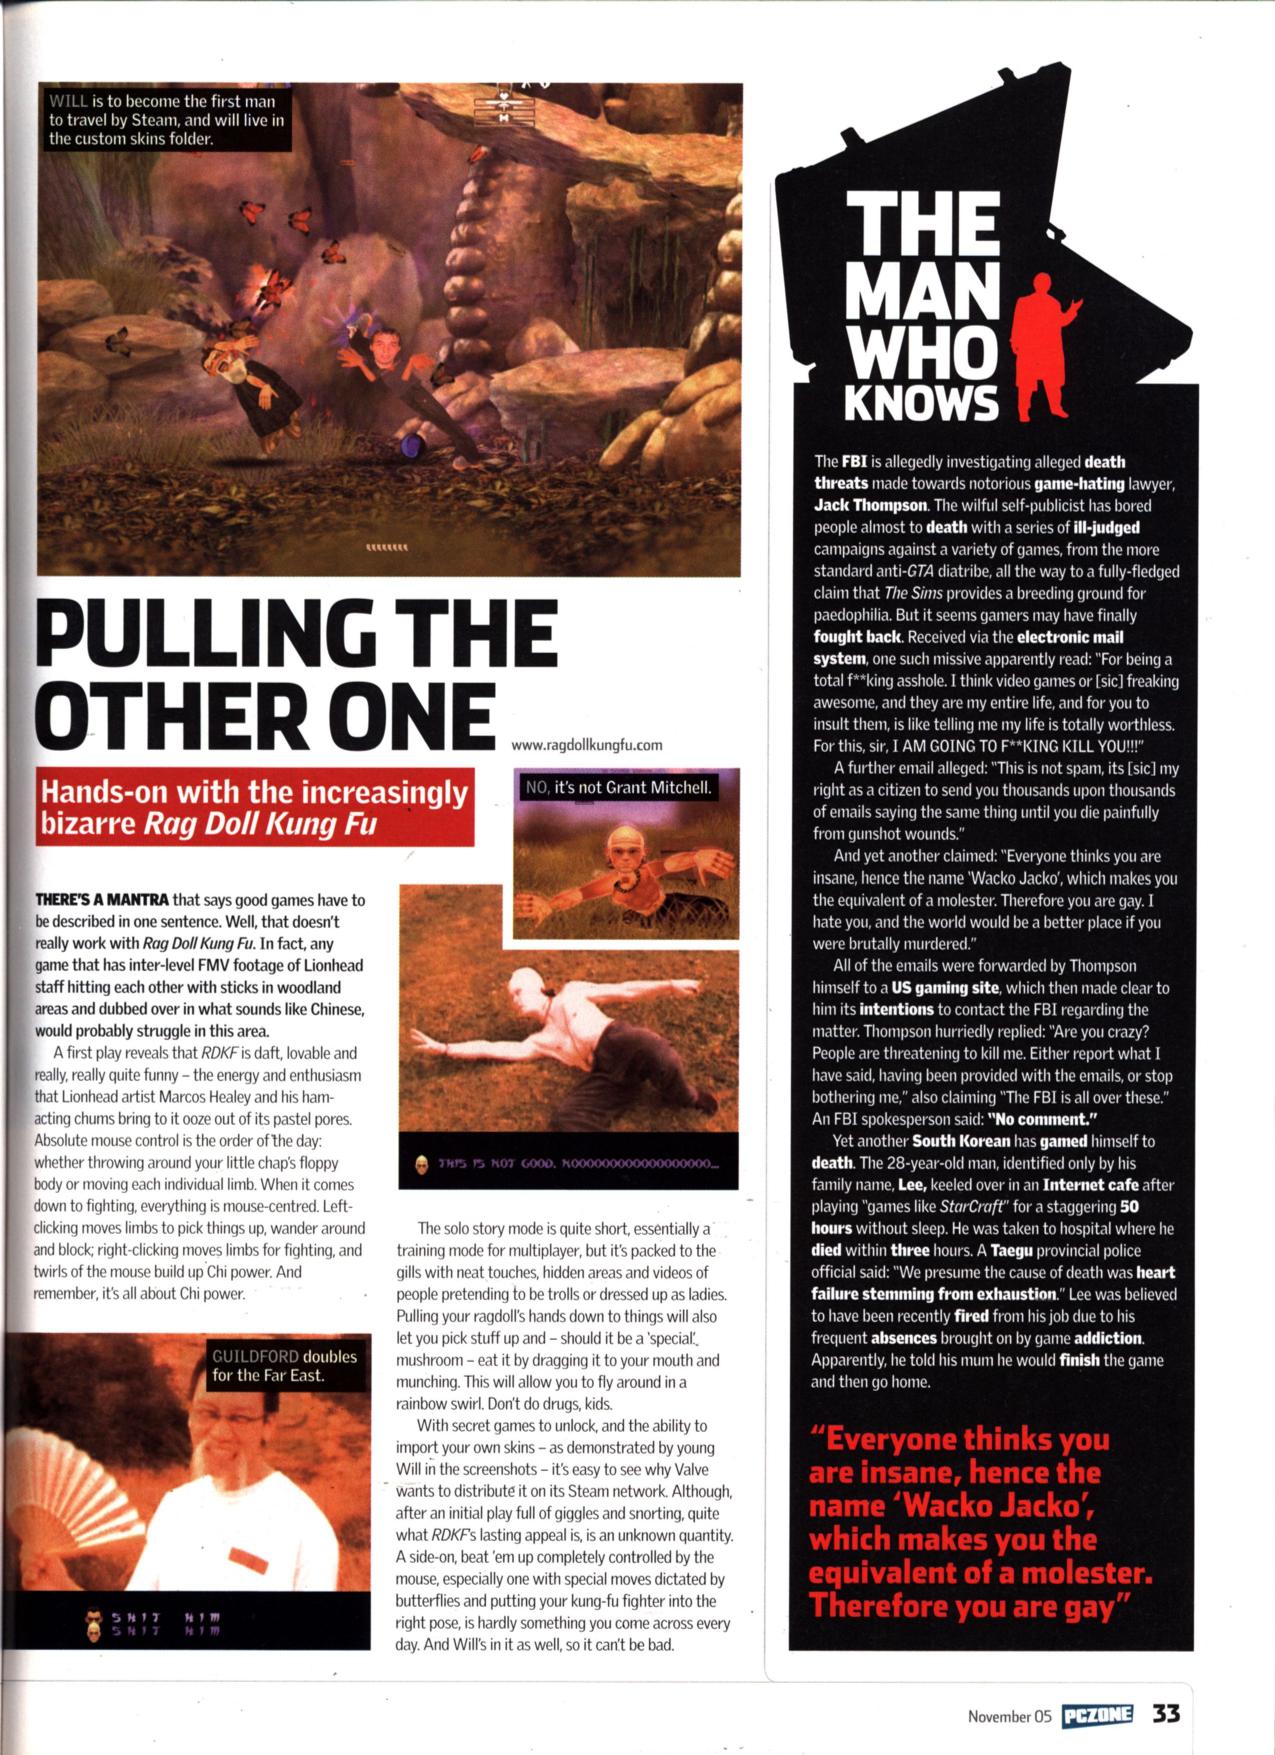 WILL is to become the first man
to travel by Steam, and will live in
the custom skins folder.
PULLING THE
OTHER ONE
www.ragdollkungfu.com
Hands-on with the increasingly
bizarre Rag Doll Kung Fu
NO, it's not Grant Mitchell.
THERE'S A MANTRA that says good games have to
be described in one sentence. Well, that doesn't
really work with Rag Doll Kung Fu. In fact, any
game that has inter-level FMV footage of Lionhead
staff hitting each other with sticks in woodland
areas and dubbed over in what sounds like Chinese,
would probably struggle in this area.
A first play reveals that RDKF is daft, lovable and
really, really quite funny – the energy and enthusiasm
that Lionhead artist Marcos Healey and his ham-
acting chums bring to it ooze out of its pastel pores.
Absolute mouse control is the order of the day:
whether throwing around your little chap's floppy
body or moving each individual limb. When it comes
down to fighting, everything is mouse-centred. Left-
clicking moves limbs to pick things up, wander around
and block; right-clicking moves limbs for fighting, and
twirls of the mouse build up Chi power. And
remember, it's all about Chi power.
GUILDFORD doubles
for the Far East.
SHIT HIM
SHIT HIM
THIS IS NOT GOOD. NOOOOOOOOOOOOOOOOO...
The solo story mode is quite short, essentially a
training mode for multiplayer, but it's packed to the
gills with neat touches, hidden areas and videos of
people pretending to be trolls or dressed up as ladies.
Pulling your ragdoll's hands down to things will also
let you pick stuff up and – should it be a 'special'
mushroom – eat it by dragging it to your mouth and
munching. This will allow you to fly around in a
rainbow swirl. Don't do drugs, kids.
With secret games to unlock, and the ability to
import your own skins – as demonstrated by young
Will in the screenshots – it's easy to see why Valve
wants to distribute it on its Steam network. Although,
after an initial play full of giggles and snorting, quite
what RDKF's lasting appeal is, is an unknown quantity.
A side-on, beat 'em up completely controlled by the
mouse, especially one with special moves dictated by
butterflies and putting your kung-fu fighter into the
right pose, is hardly something you come across every
day. And Will's in it as well, so it can't be bad.
THE
MAN
WHO
KNOWS
The FBI is allegedly investigating alleged death
threats made towards notorious game-hating lawyer,
Jack Thompson. The wilful self-publicist has bored
people almost to death with a series of ill-judged
campaigns against a variety of games, from the more
standard anti-GTA diatribe, all the way to a fully-fledged
claim that The Sims provides a breeding ground for
paedophilia. But it seems gamers may have finally
fought back. Received via the electronic mail
system, one such missive apparently read: "For being a
total f**king asshole. I think video games or [sic] freaking
awesome, and they are my entire life, and for you to
insult them, is like telling me my life is totally worthless.
For this, sir, I AM GOING TO F**KING KILL YOU!!!"
A further email alleged: "This is not spam, its [sic] my
right as a citizen to send you thousands upon thousands
of emails saying the same thing until you die painfully
from gunshot wounds."
And yet another claimed: "Everyone thinks you are
insane, hence the name 'Wacko Jacko', which makes you
the equivalent of a molester. Therefore you are gay. I
hate you, and the world would be a better place if you
were brutally murdered."
All of the emails were forwarded by Thompson
himself to a US gaming site, which then made clear to
him its intentions to contact the FBI regarding the
matter. Thompson hurriedly replied: "Are you crazy?
People are threatening to kill me. Either report what I
have said, having been provided with the emails, or stop
bothering me," also claiming "The FBI is all over these."
An FBI spokesperson said: "No comment."
Yet another South Korean has gamed himself to
death. The 28-year-old man, identified only by his
family name, Lee, keeled over in an Internet cafe after
playing "games like StarCraft" for a staggering 50
hours without sleep. He was taken to hospital where he
died within three hours. A Taegu provincial police
official said: "We presume the cause of death was heart
failure stemming from exhaustion." Lee was believed
to have been recently fired from his job due to his
frequent absences brought on by game addiction.
Apparently, he told his mum he would finish the game
and then go home.
"Everyone thinks you
are insane, hence the
name 'Wacko Jacko',
which makes you the
equivalent of a molester.
Therefore you are gay"
November 05 PCZONE 33